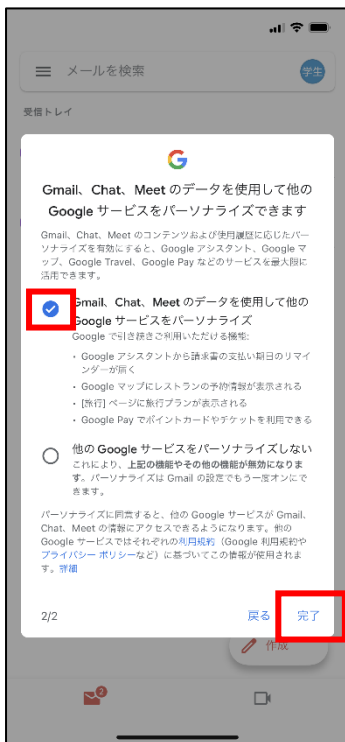 メールを検索
学生
受信トレイ
Gmail、Chat、Meet のデータを使用して他の
Google サービスをパーソナライズできます
Gmail、Chat、Meet のコンテンツおよび使用履歴に応じたパー
ソナライズを有効にすると、Google アシスタント、Google マ
ップ、Google Travel、Google Pay などのサービスを最大限に
活用できます。
Gmail、Chat、Meet のデータを使用して他の
Google サービスをパーソナライズ
Google で引き続きご利用いただける機能:
・Google アシスタントから請求書の支払い期日のリマイ
ンダーが届く
・Google マップにレストランの予約情報が表示される
・[旅行] ページに旅行プランが表示される
・Google Pay でポイントカードやチケットを利用できる
他の Google サービスをパーソナライズしない
これにより、上記の機能やその他の機能が無効になりま
す。パーソナライズは Gmail の設定でもう一度オンにで
きます。
パーソナライズに同意すると、他の Google サービスが Gmail、
Chat、Meet の情報にアクセスできるようになります。他の
Google サービスではそれぞれの利用規約（Google 利用規約や
プライバシー ポリシーなど）に基づいてこの情報が使用されま
す。詳細
2/2
戻る
完了
作成
2